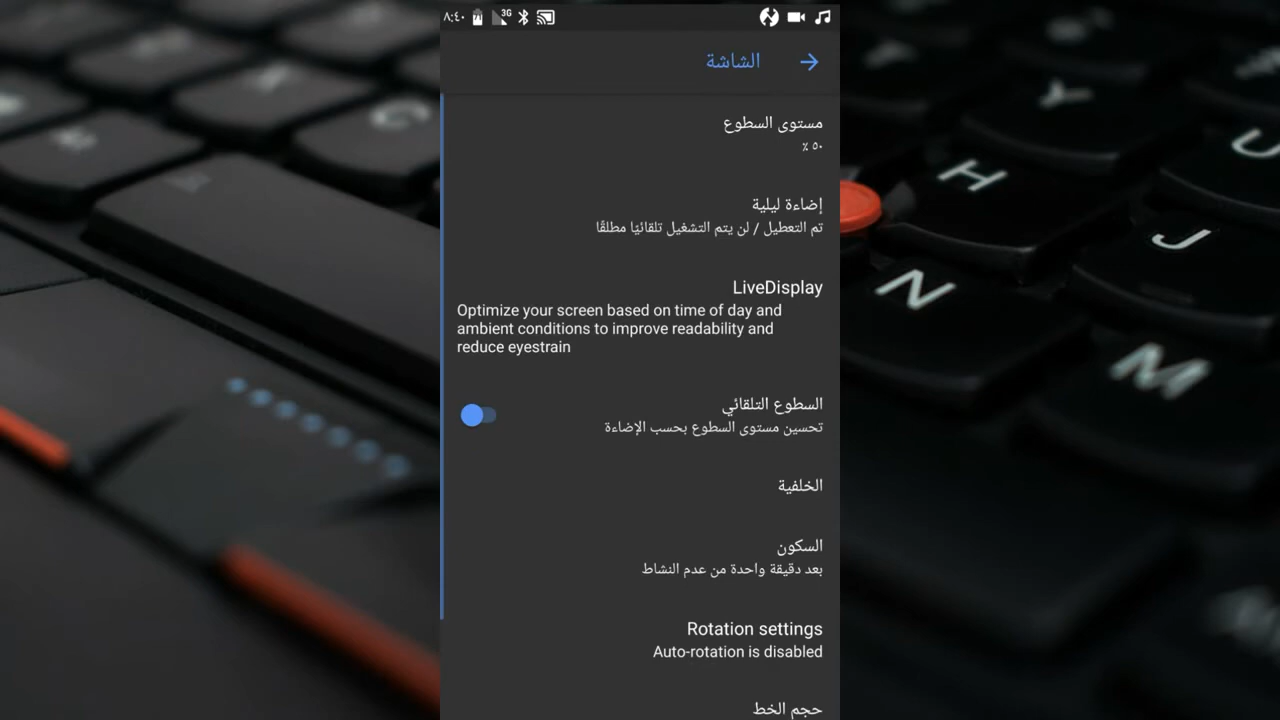 ٨:٤٠ 3G
الشاشة
مستوى السطوع
٥٠ ٪
إضاءة ليلية
تم التعطيل / لن يتم التشغيل تلقائيًا مطلقًا
LiveDisplay
Optimize your screen based on time of day and
ambient conditions to improve readability and
reduce eyestrain
السطوع التلقائي
تحسين مستوى السطوع بحسب الإضاءة
الخلفية
السكون
بعد دقيقة واحدة من عدم النشاط
Rotation settings
Auto-rotation is disabled
حجم الخط
G
Y
U
H
J
N
M